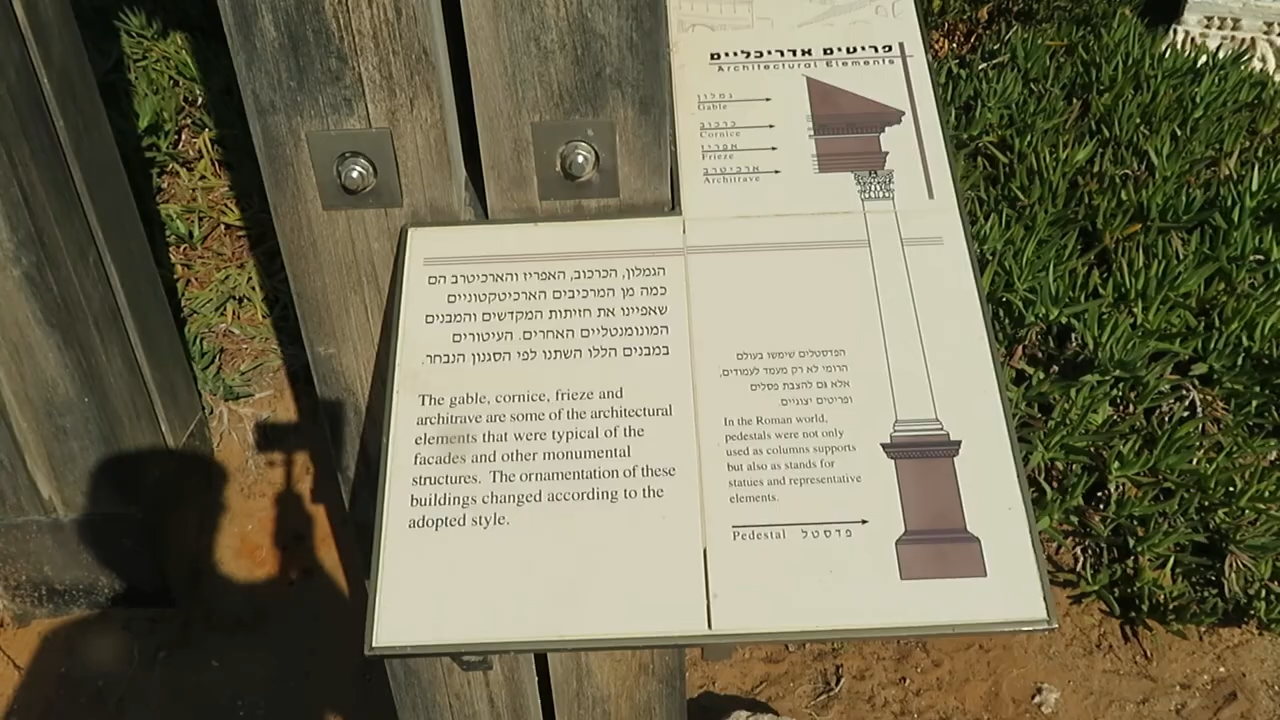 פריטים אדריכליים
Architectural Elements
גמלון
Gable
כרכוב
Cornice
אפריז
Frieze
ארכיטרב
Architrave
הגמלון, הכרכוב, האפריז והארכיטרב הם
כמה מן המרכיבים הארכיטקטוניים
שאפיינו את חזיתות המקדשים והמבנים
המונומנטליים האחרים. העיטורים
במבנים הללו השתנו לפי הסגנון הנבחר.
The gable, cornice, frieze and
architrave are some of the architectural
elements that were typical of the
facades and other monumental
structures. The ornamentation of these
buildings changed according to the
adopted style.
הפדסטלים שימשו בעולם
הרומי לא רק מעמד לעמודים,
אלא גם להצבת פסלים
ופריטים יצוגיים.
In the Roman world,
pedestals were not only
used as columns supports
but also as stands for
statues and representative
elements.
Pedestal פדסטל